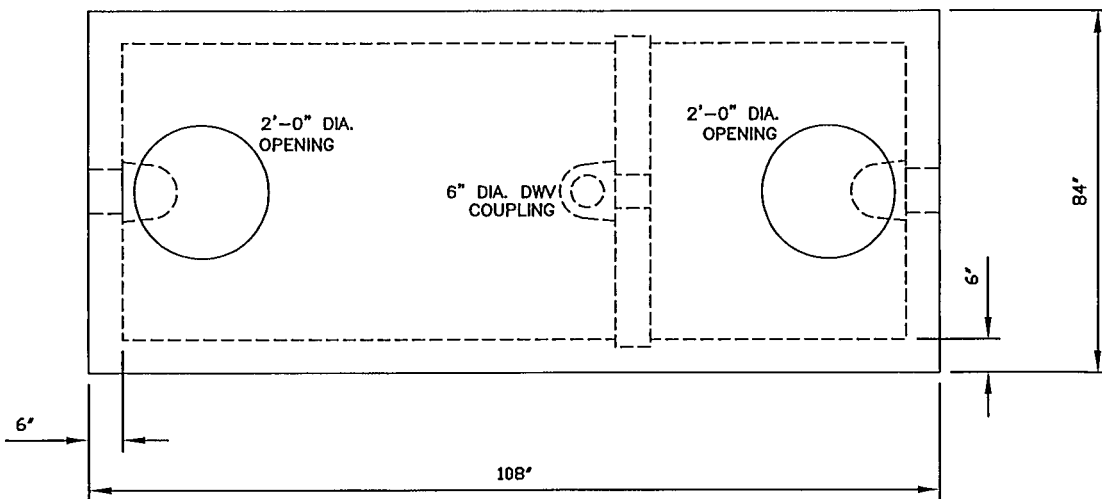 2'-0" DIA.
OPENING
2'-0" DIA.
OPENING
6" DIA. DWV
COUPLING
84"
6"
6"
108"